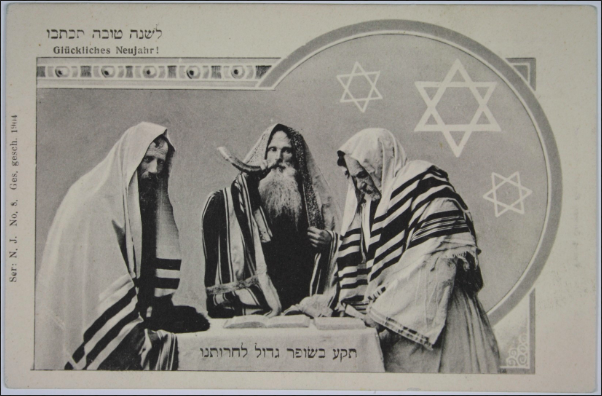 לשנה טובה תכתבו
Glückliches Neujahr!
Ser: N. J. No. 8. Ges. gesch. 1904
תקע בשופר גדול לחרותנו